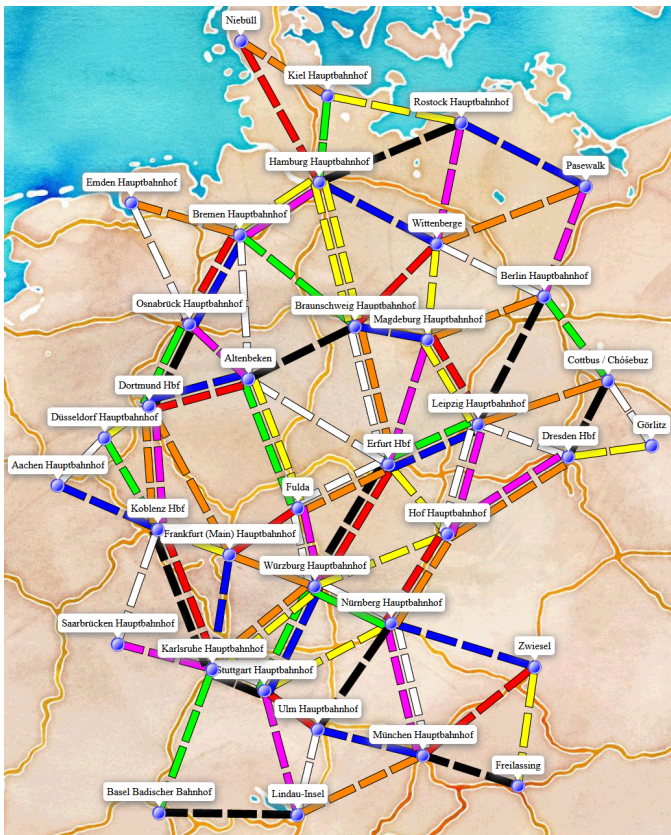 Niebüll
Kiel Hauptbahnhof
Rostock Hauptbahnhof
Hamburg Hauptbahnhof
Pasewalk
Emden Hauptbahnhof
Bremen Hauptbahnhof
Wittenberge
Berlin Hauptbahnhof
Osnabrück Hauptbahnhof
Braunschweig Hauptbahnhof
Magdeburg Hauptbahnhof
Altenbeken
Cottbus / Chóśebuz
Dortmund Hbf
Leipzig Hauptbahnhof
Düsseldorf Hauptbahnhof
Görlitz
Erfurt Hbf
Dresden Hbf
Aachen Hauptbahnhof
Fulda
Koblenz Hbf
Hof Hauptbahnhof
Frankfurt (Main) Hauptbahnhof
Würzburg Hauptbahnhof
Nürnberg Hauptbahnhof
Saarbrücken Hauptbahnhof
Zwiesel
Karlsruhe Hauptbahnhof
Stuttgart Hauptbahnhof
Ulm Hauptbahnhof
München Hauptbahnhof
Freilassing
Basel Badischer Bahnhof
Lindau-Insel